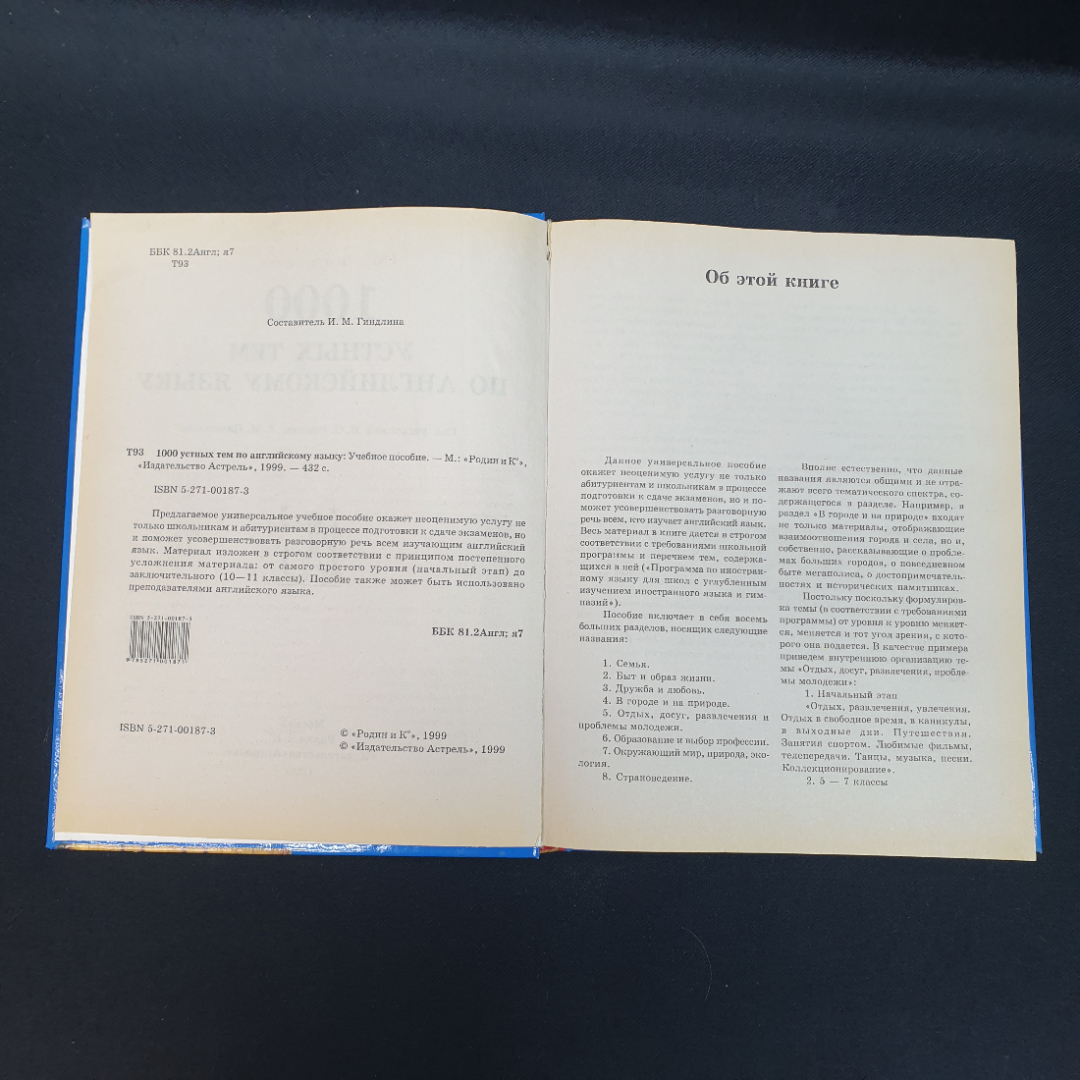 ББК 81.2Англ; я7
Т93
Составитель И. М. Гиндлина
Т93 1000 устных тем по английскому языку: Учебное пособие. — М.: «Родин и К°»,
«Издательство Астрель», 1999. — 432 с.
ISBN 5-271-00187-3
Предлагаемое универсальное учебное пособие окажет неоценимую услугу не
только школьникам и абитуриентам в процессе подготовки к сдаче экзаменов, но
и поможет усовершенствовать разговорную речь всем изучающим английский
язык. Материал изложен в строгом соответствии с принципом постепенного
усложнения материала: от самого простого уровня (начальный этап) до
заключительного (10—11 классы). Пособие также может быть использовано
преподавателями английского языка.
ISBN 5-271-00187-3
9785271001871
ББК 81.2Англ; я7
ISBN 5-271-00187-3
© «Родин и К°», 1999
© «Издательство Астрель», 1999
Об этой книге
Данное универсальное пособие
окажет неоценимую услугу не только
абитуриентам и школьникам в процессе
подготовки к сдаче экзаменов, но и по-
может усовершенствовать разговорную
речь всем, кто изучает английский язык.
Весь материал в книге дается в строгом
соответствии с требованиями школьной
программы и перечнем тем, содержа-
щихся в ней («Программа по иностран-
ному языку для школ с углубленным
изучением иностранного языка и гим-
назий»).
Пособие включает в себя восемь
больших разделов, носящих следующие
названия:
1. Семья.
2. Быт и образ жизни.
3. Дружба и любовь.
4. В городе и на природе.
5. Отдых, досуг, развлечения и
проблемы молодежи.
6. Образование и выбор профессии.
7. Окружающий мир, природа, эко-
логия.
8. Страноведение.
Вполне естественно, что данные
названия являются общими и не отра-
жают всего тематического спектра, со-
держащегося в разделе. Например, в
раздел «В городе и на природе» входят
не только материалы, отображающие
взаимоотношения города и села, но и,
собственно, рассказывающие о пробле-
мах больших городов, о повседневном
быте мегаполиса, о достопримечатель-
ностях и исторических памятниках.
Постольку поскольку формулиров-
ка темы (в соответствии с требованиями
программы) от уровня к уровню меняет-
ся, меняется и тот угол зрения, с кото-
рого она подается. В качестве примера
приведем внутреннюю организацию те-
мы «Отдых, досуг, развлечения, пробле-
мы молодежи»:
1. Начальный этап
«Отдых, развлечения, увлечения.
Отдых в свободное время, в каникулы,
в выходные дни. Путешествия.
Занятия спортом. Любимые фильмы,
телепередачи. Танцы, музыка, песни.
Коллекционирование».
2. 5 — 7 классы